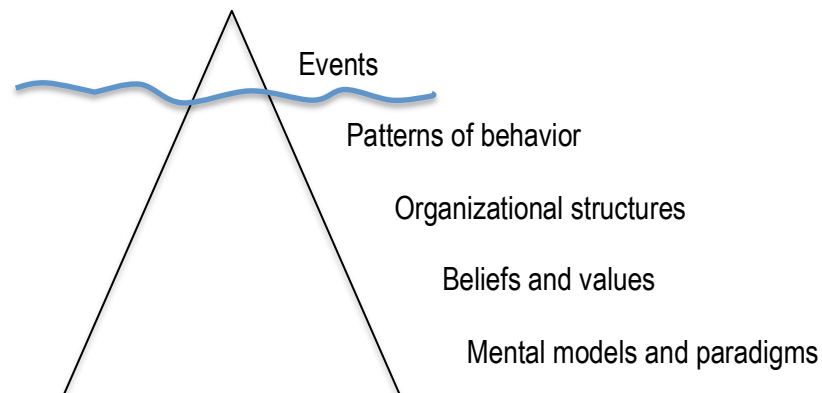 Events
Patterns of behavior
Organizational structures
Beliefs and values
Mental models and paradigms